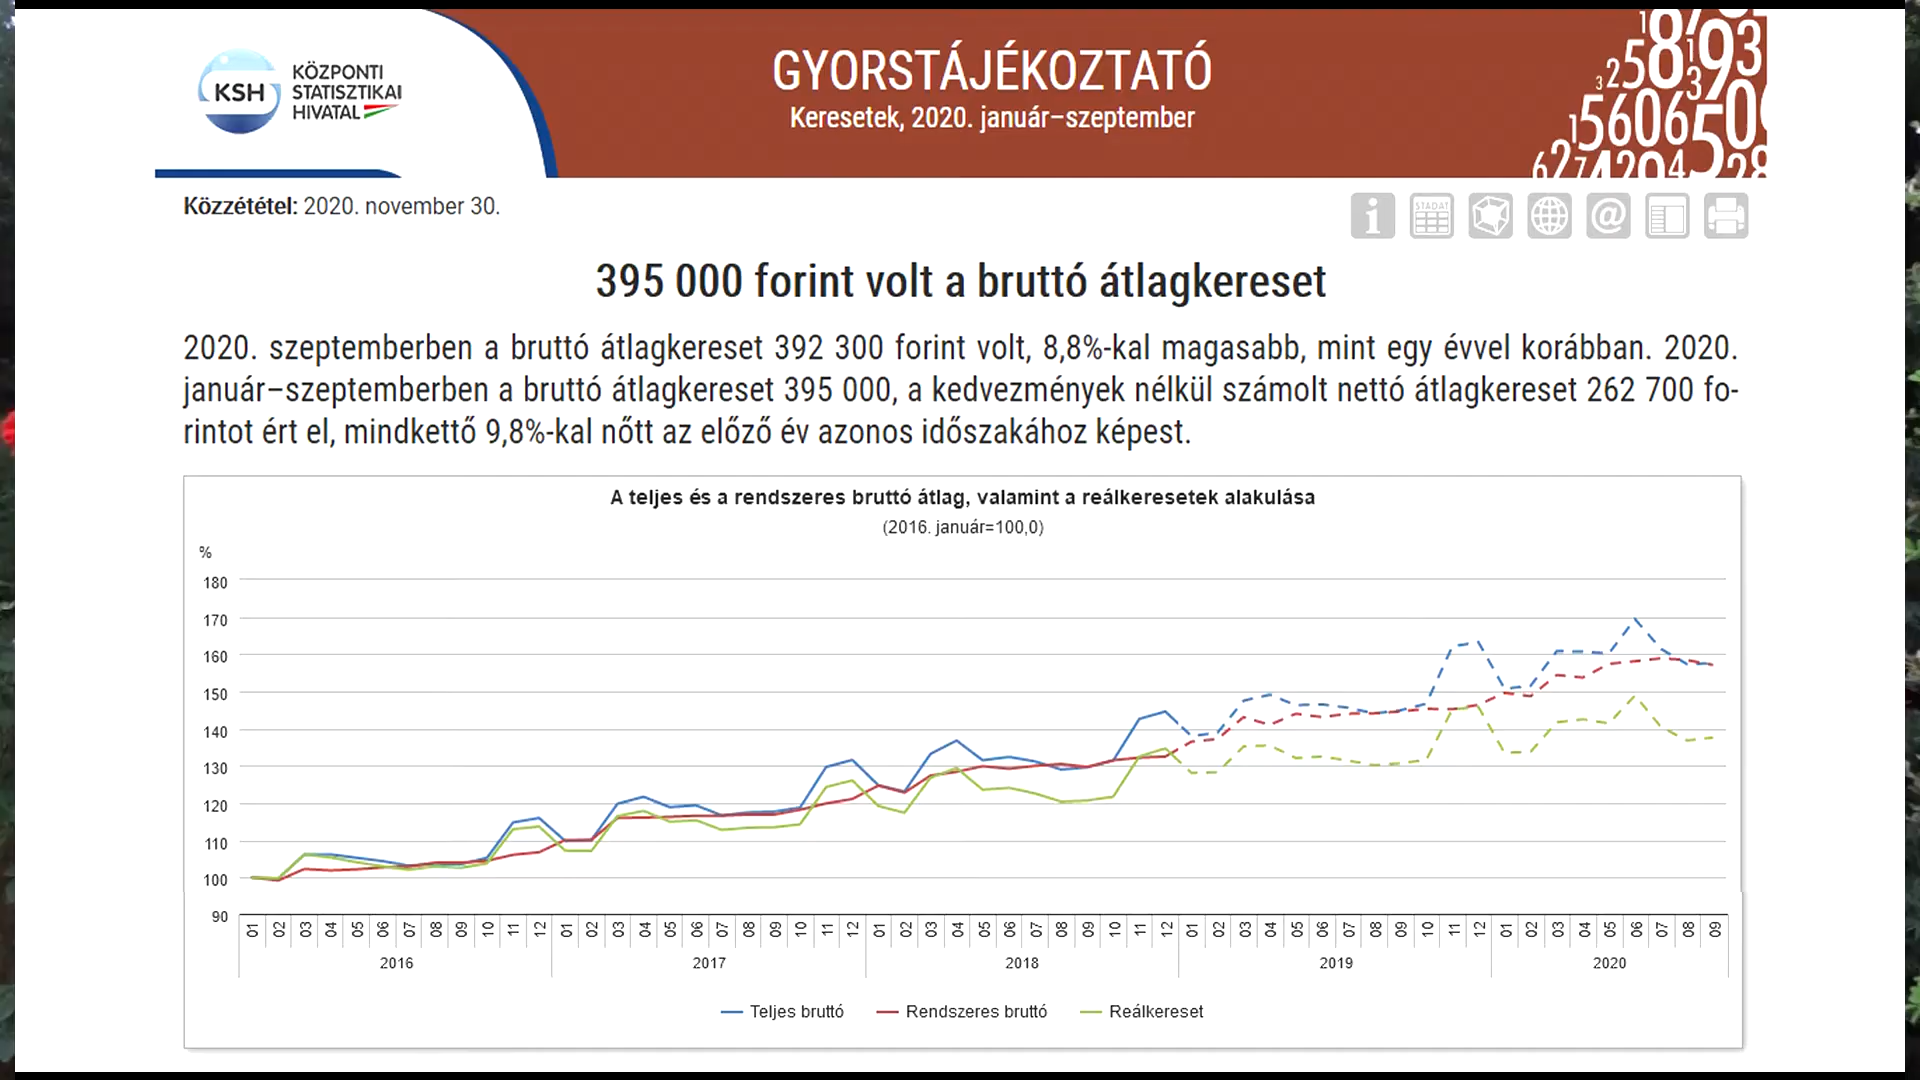 KSH
KÖZPONTI
STATISZTIKAI
HIVATAL
GYORSTÁJÉKOZTATÓ
Keresetek, 2020. január–szeptember
Közzététel: 2020. november 30.
STADAT
395 000 forint volt a bruttó átlagkereset
2020. szeptemberben a bruttó átlagkereset 392 300 forint volt, 8,8%-kal magasabb, mint egy évvel korábban. 2020.
január–szeptemberben a bruttó átlagkereset 395 000, a kedvezmények nélkül számolt nettó átlagkereset 262 700 fo-
rintot ért el, mindkettő 9,8%-kal nőtt az előző év azonos időszakához képest.
A teljes és a rendszeres bruttó átlag, valamint a reálkeresetek alakulása
(2016. január=100,0)
%
180
170
160
150
140
130
120
110
100
90
01 02 03 04 05 06 07 08 09 10 11 12 01 02 03 04 05 06 07 08 09 10 11 12 01 02 03 04 05 06 07 08 09 10 11 12 01 02 03 04 05 06 07 08 09 10 11 12 01 02 03 04 05 06 07 08 09
2016 2017 2018 2019 2020
Teljes bruttó Rendszeres bruttó Reálkereset